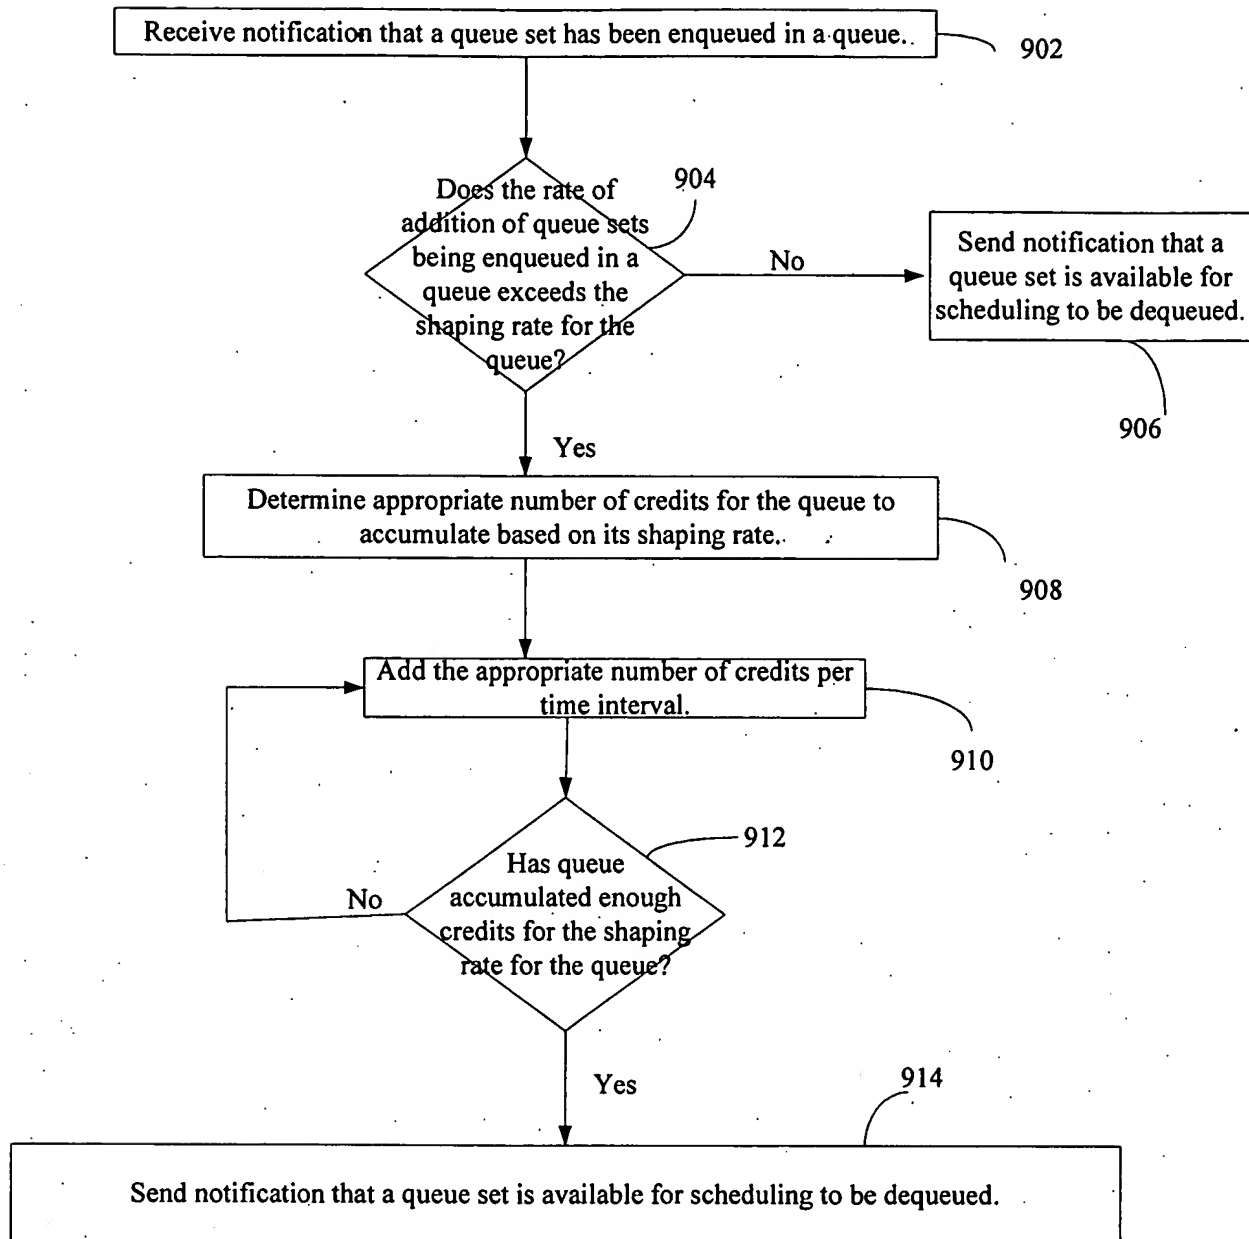 Receive notification that a queue set has been enqueued in a queue.
902
Does the rate of
addition of queue sets
being enqueued in a
queue exceeds the
shaping rate for the
queue?
904
No
Send notification that a
queue set is available for
scheduling to be dequeued.
906
Yes
Determine appropriate number of credits for the queue to
accumulate based on its shaping rate.
908
Add the appropriate number of credits per
time interval.
910
Has queue
accumulated enough
credits for the shaping
rate for the queue?
912
No
Yes
914
Send notification that a queue set is available for scheduling to be dequeued.